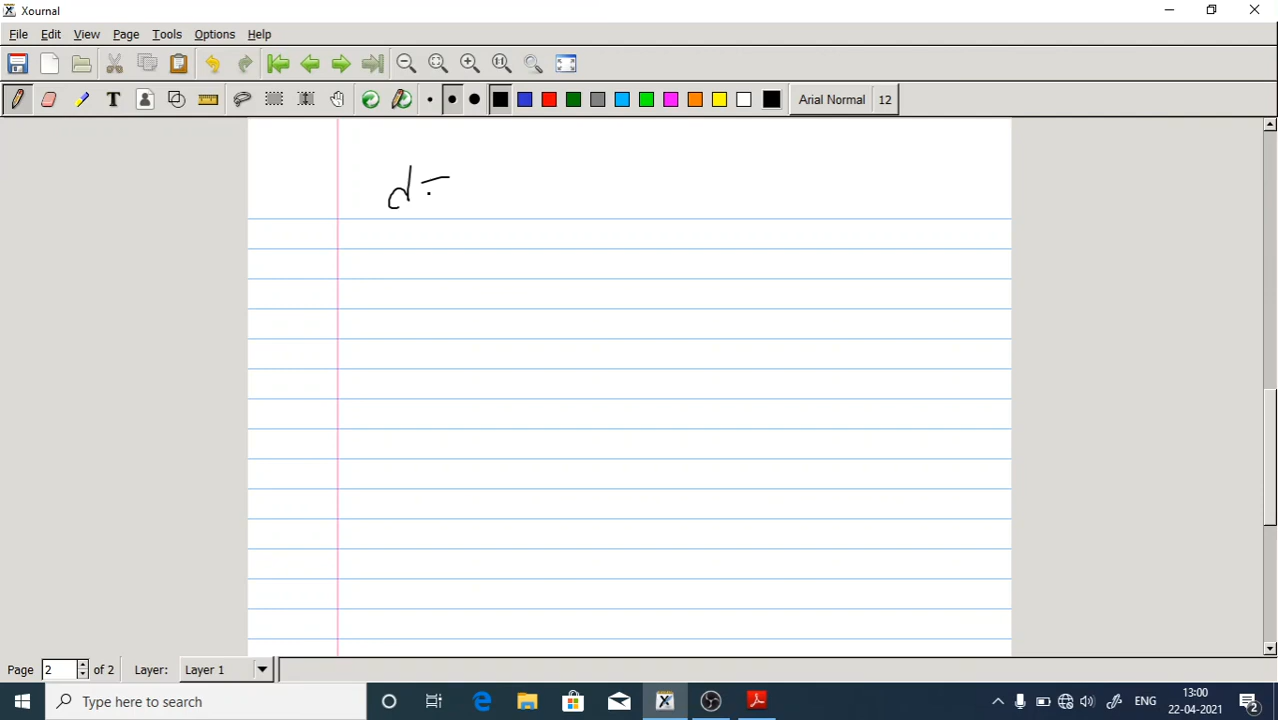 Xournal
File Edit View Page Tools Options Help
Arial Normal 12
d=
Page 2 of 2 Layer: Layer 1
Type here to search
ENG
13:00
22-04-2021
2